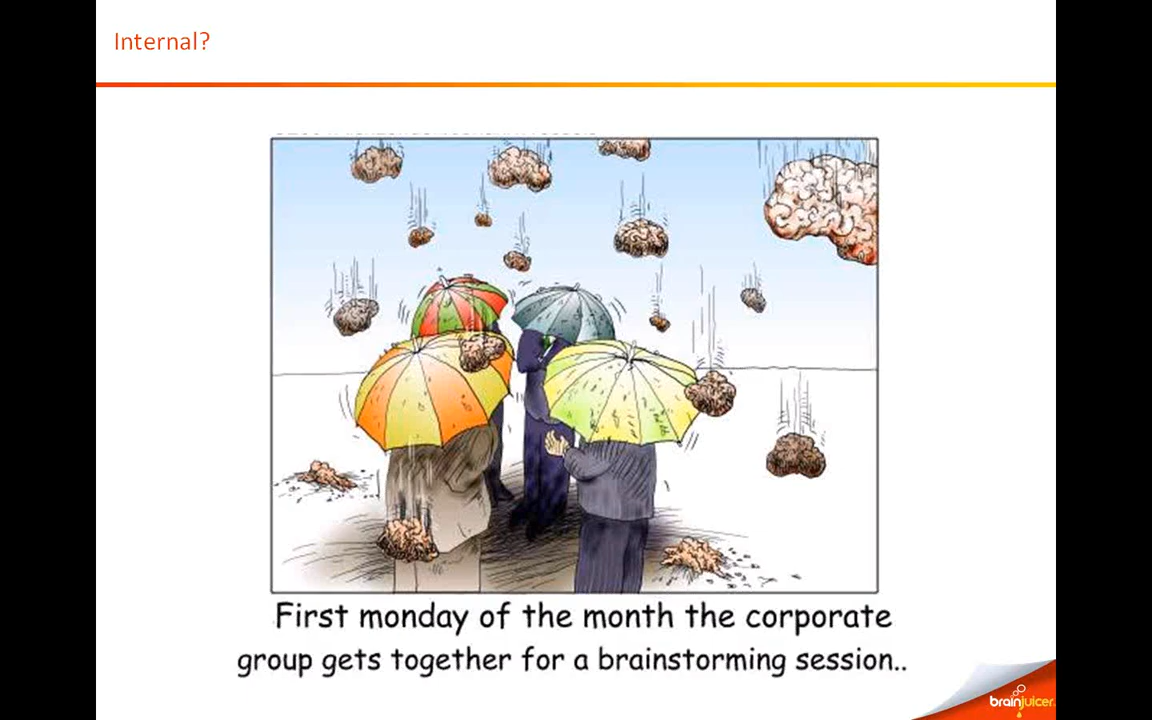 Internal?
First monday of the month the corporate
group gets together for a brainstorming session..
brainjuicer.